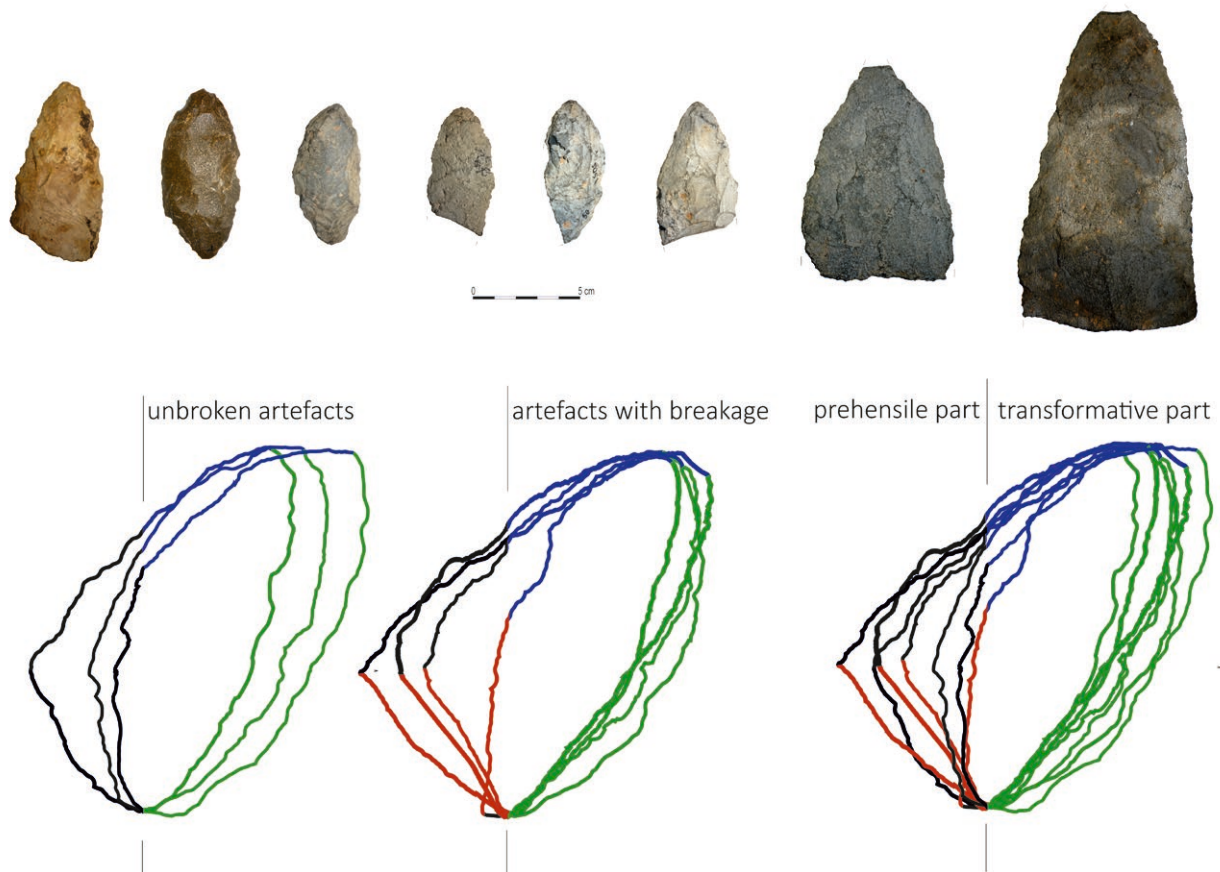 0 5 cm
unbroken artefacts
artefacts with breakage
prehensile part
transformative part